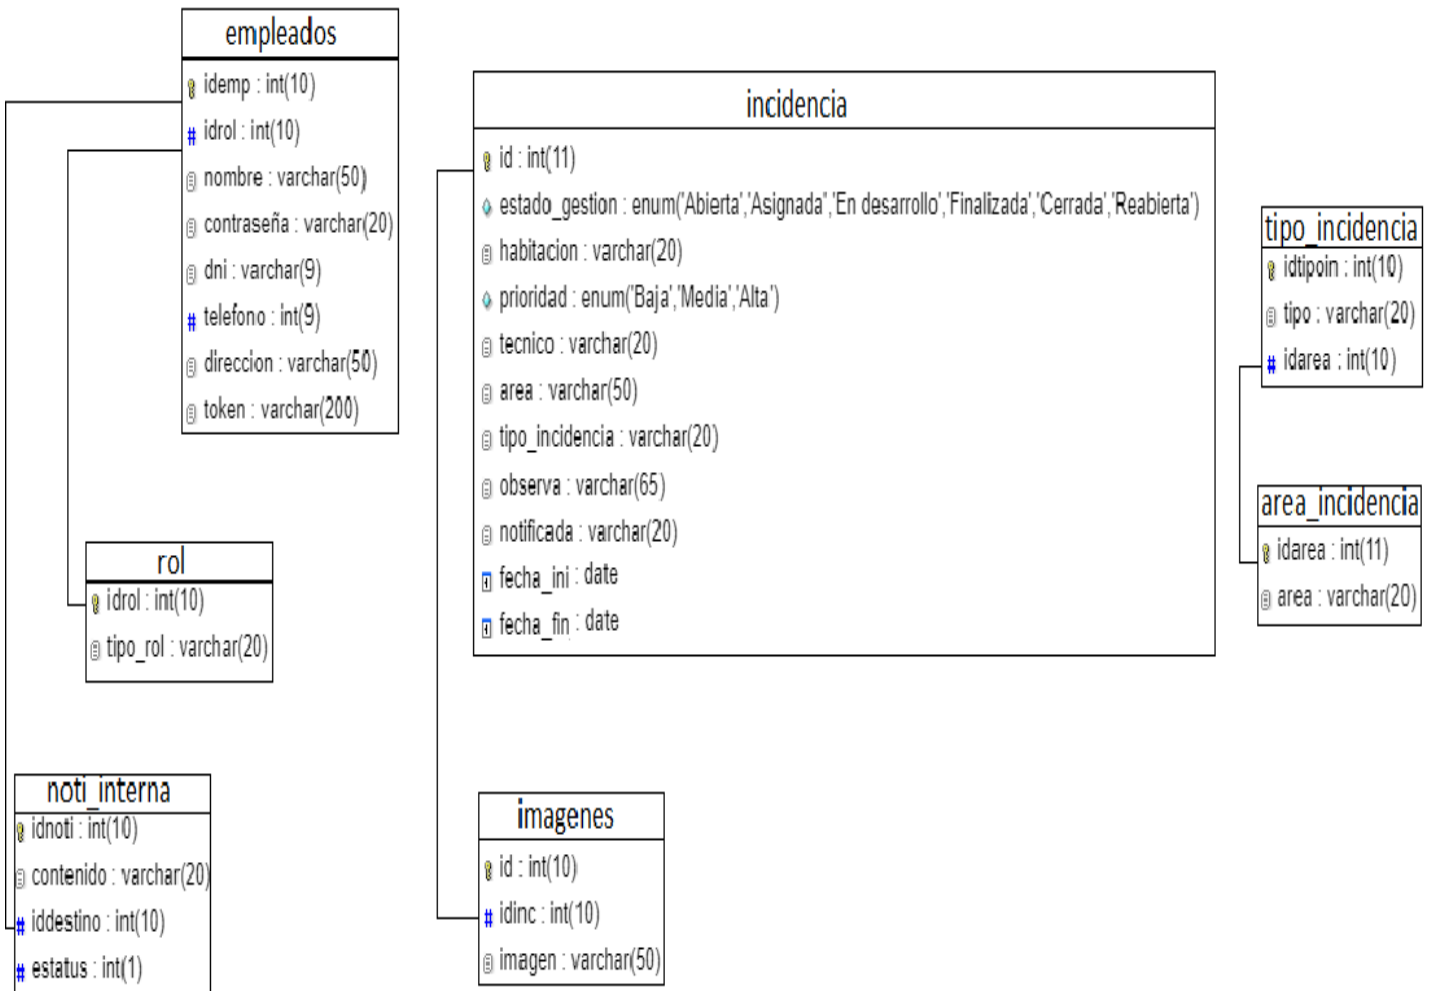 empleados
idemp : int(10)
idrol : int(10)
nombre : varchar(50)
contraseña : varchar(20)
dni : varchar(9)
telefono : int(9)
direccion : varchar(50)
token : varchar(200)
rol
idrol : int(10)
tipo_rol : varchar(20)
noti_interna
idnoti : int(10)
contenido : varchar(20)
iddestino : int(10)
estatus : int(1)
incidencia
id : int(11)
estado_gestion : enum('Abierta','Asignada','En desarrollo','Finalizada','Cerrada','Reabierta')
habitacion : varchar(20)
prioridad : enum('Baja','Media','Alta')
tecnico : varchar(20)
area : varchar(50)
tipo_incidencia : varchar(20)
observa : varchar(65)
notificada : varchar(20)
fecha_ini : date
fecha_fin : date
imagenes
id : int(10)
idinc : int(10)
imagen : varchar(50)
tipo_incidencia
idtipoin : int(10)
tipo : varchar(20)
idarea : int(10)
area_incidencia
idarea : int(11)
area : varchar(20)